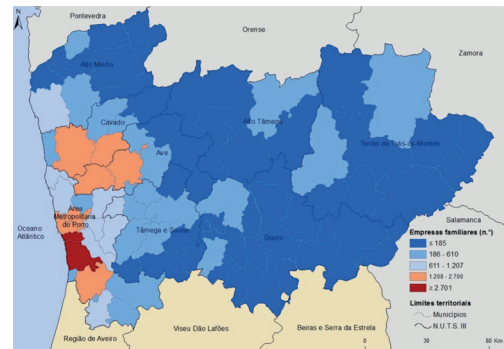 N
Pontevedra
Orense
Zamora
Alto Minho
Cávado
Alto Tâmega
Terras de Trás-os-Montes
Ave
Área
Metropolitana
do Porto
Oceano
Atlântico
Tâmega e Sousa
Douro
Salamanca
Empresas familiares (n.º)
≤ 185
186 - 610
611 - 1.207
1.208 - 2.700
≥ 2.701
Limites territoriais
Municípios
N.U.T.S. III
Região de Aveiro
Viseu Dão Lafões
Beiras e Serra da Estrela
0
30
60 Km